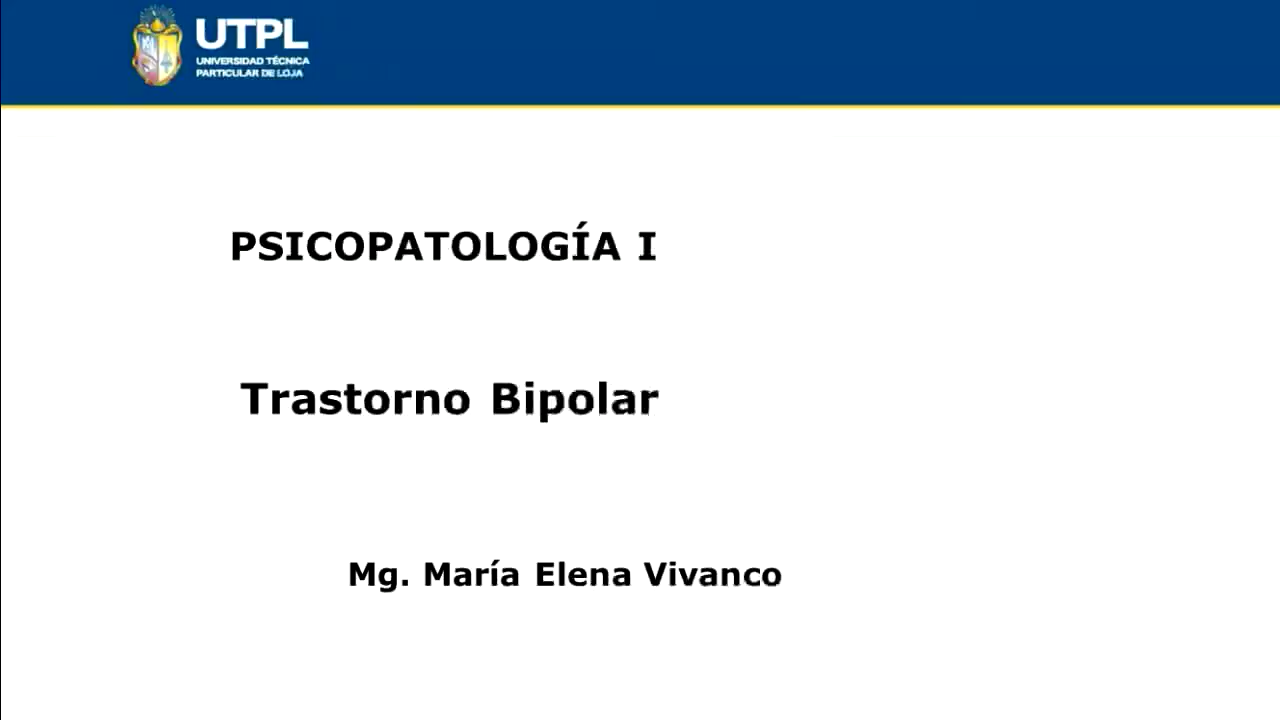 UTPL
UNIVERSIDAD TÉCNICA
PARTICULAR DE LOJA
PSICOPATOLOGÍA I
Trastorno Bipolar
Mg. María Elena Vivanco